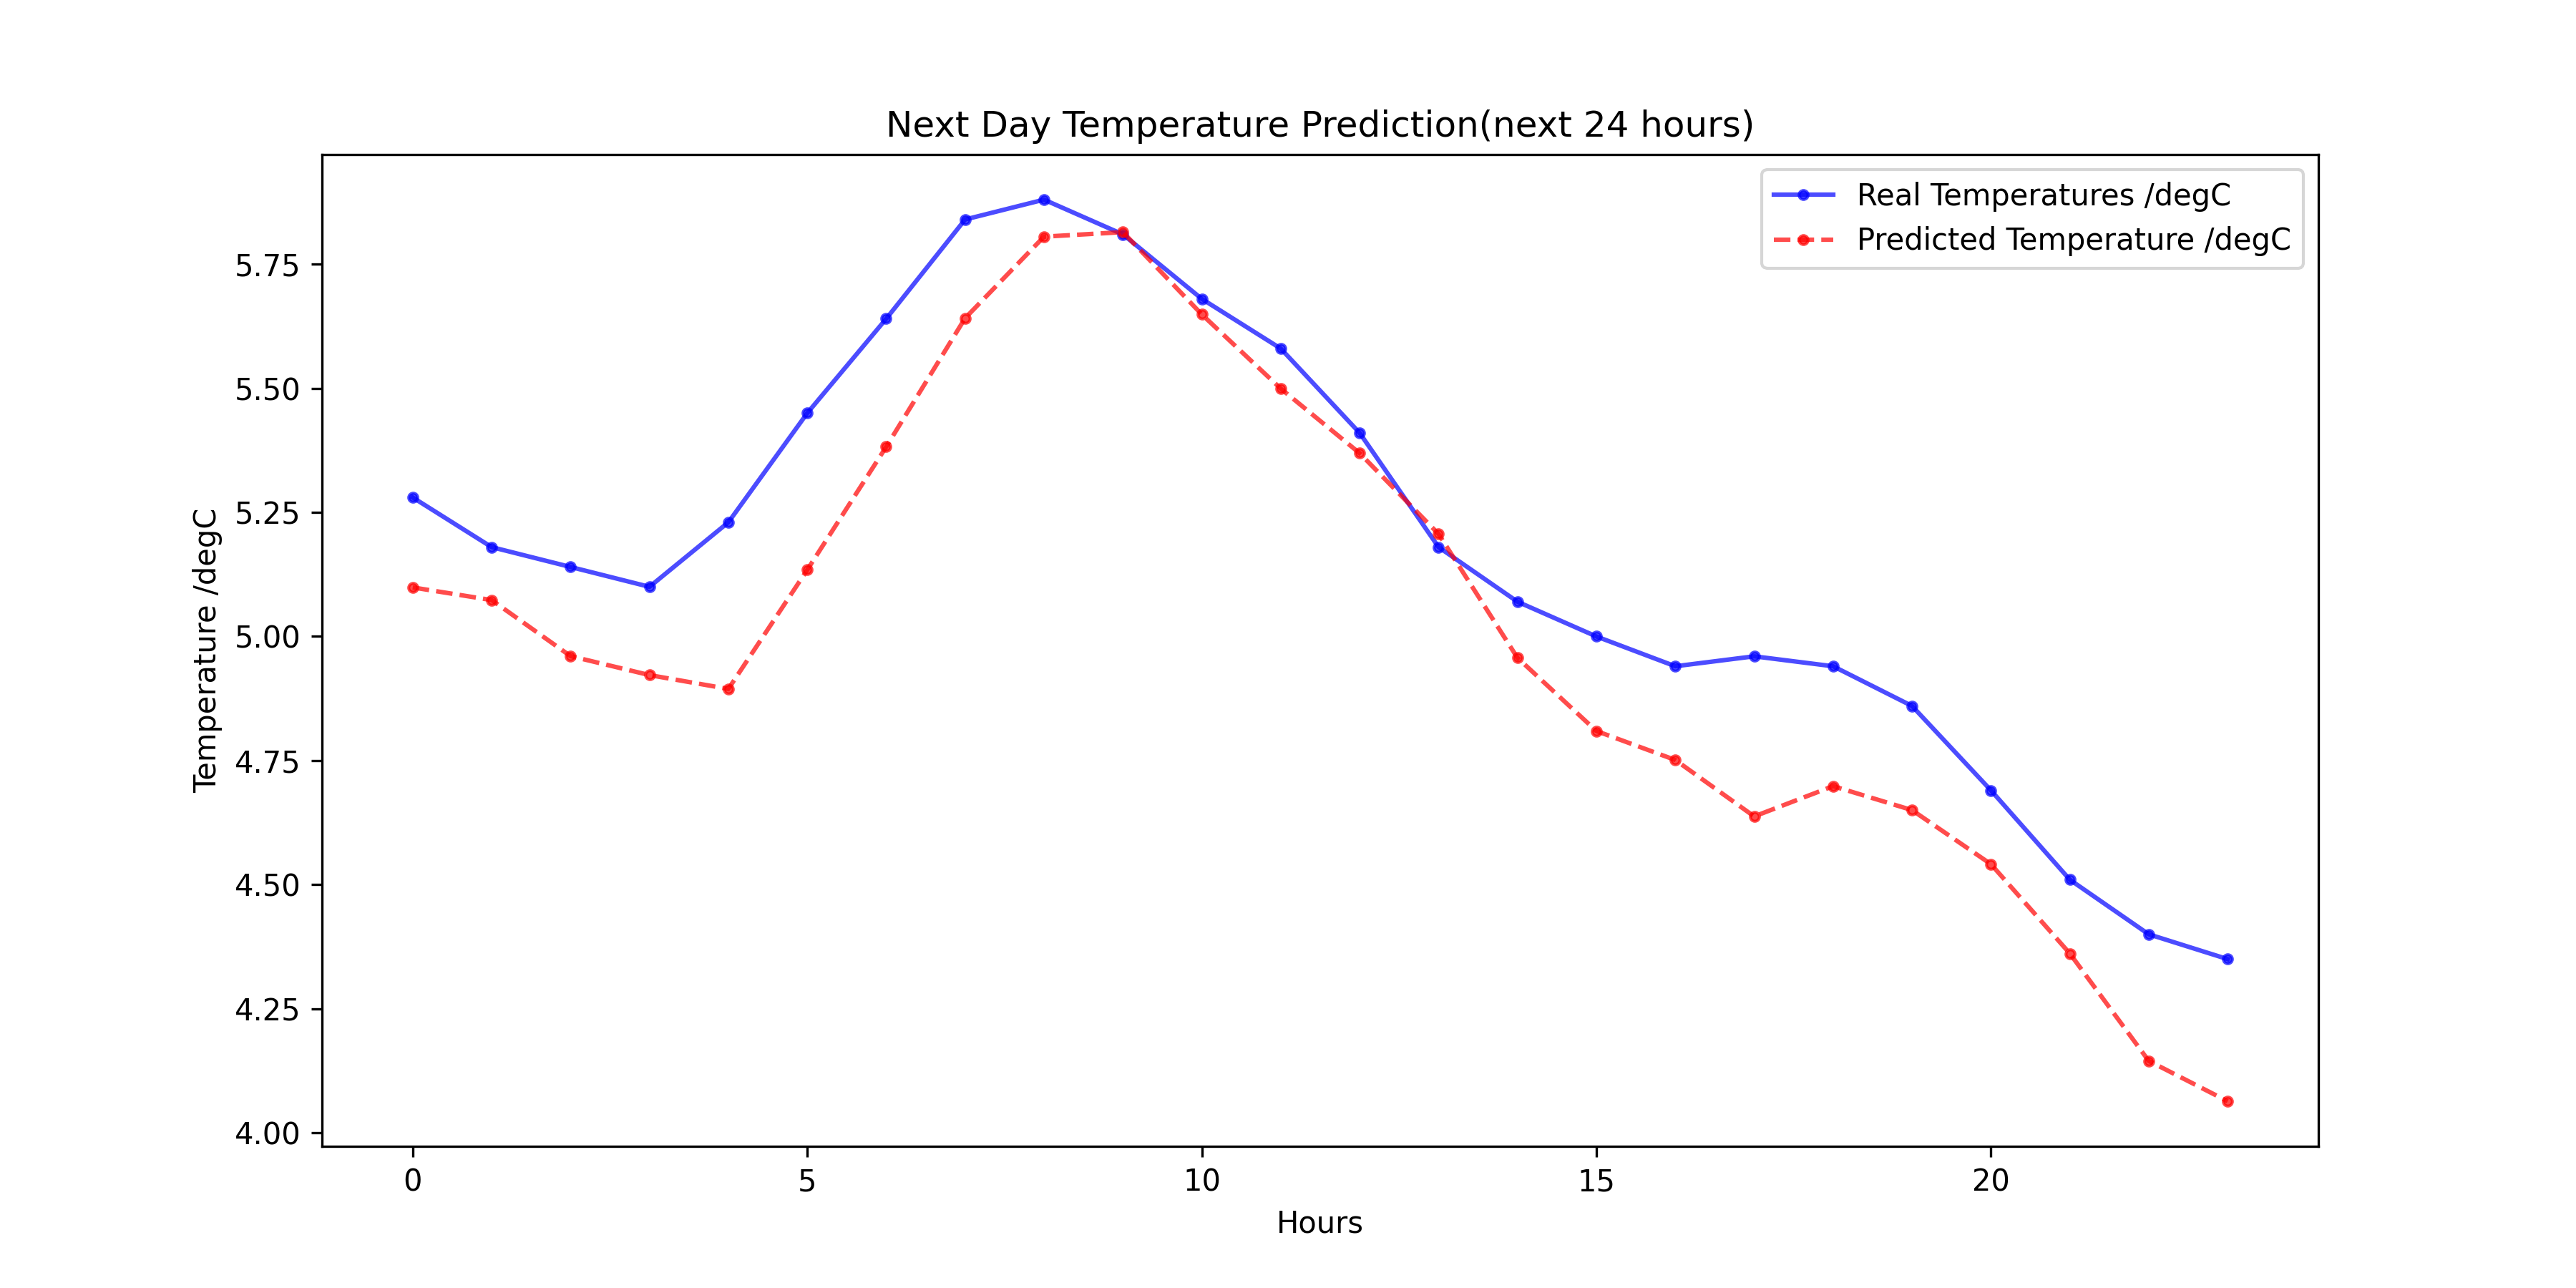 Next Day Temperature Prediction(next 24 hours)
Real Temperatures /degC
Predicted Temperature /degC
Temperature /degC
5.75
5.50
5.25
5.00
4.75
4.50
4.25
4.00
0 5 10 15 20
Hours